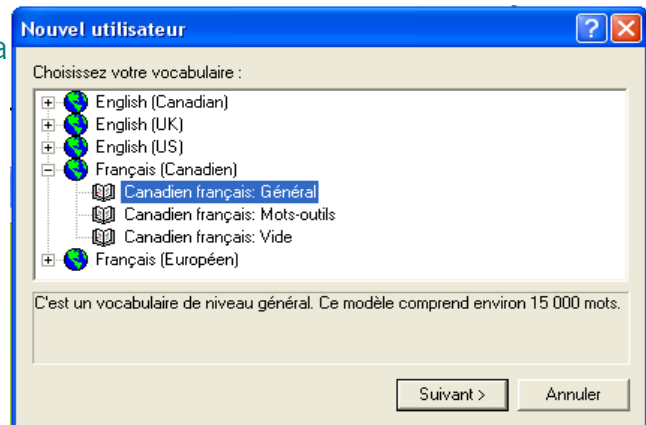 Nouvel utilisateur
a
Choisissez votre vocabulaire :
English (Canadian)
English (UK)
English (US)
Français (Canadien)
Canadien français: Général
Canadien français: Mots-outils
Canadien français: Vide
Français (Européen)
C'est un vocabulaire de niveau général. Ce modèle comprend environ 15 000 mots.
Suivant > Annuler